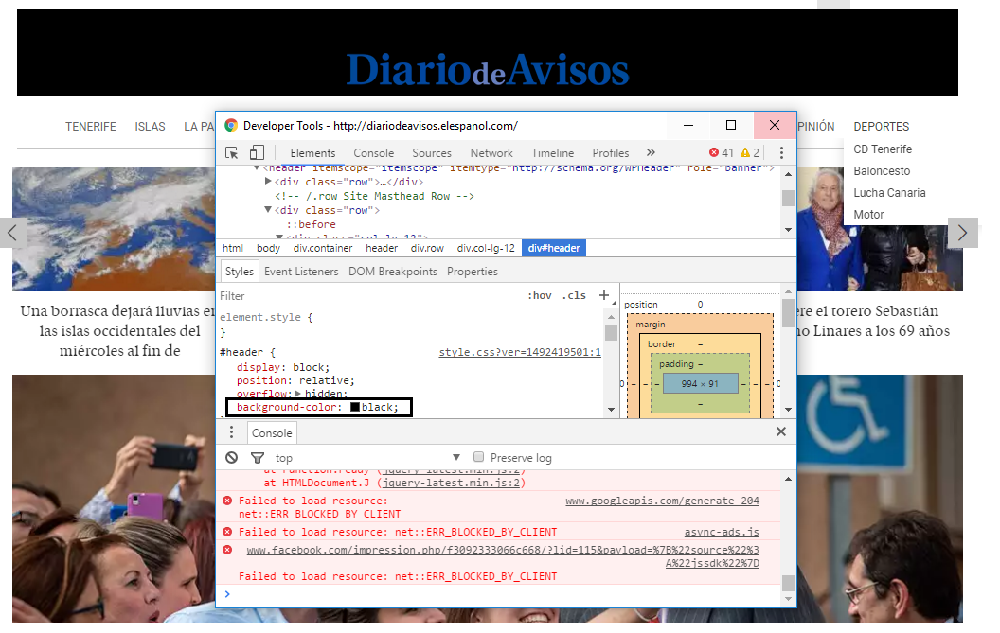 DiariodeAvisos
TENERIFE ISLAS LA PA
PINIÓN DEPORTES
CD Tenerife
Baloncesto
Lucha Canaria
Motor
Una borrasca dejará lluvias en
las islas occidentales del
miércoles al fin de
ere el torero Sebastián
no Linares a los 69 años
Developer Tools - http://diariodeavisos.elespanol.com/
Elements Console Sources Network Timeline Profiles » 41 2
▼<header itemscope="itemscope" itemtype="http://schema.org/WPHeader" role="banner">
▶<div class="row">…</div>
<!-- /.row Site Masthead Row -->
▼<div class="row">
::before
▼<div class="col-lg-12">
html body div.container header div.row div.col-lg-12 div#header
Styles Event Listeners DOM Breakpoints Properties
Filter :hov .cls +
element.style {
}
#header { style.css?ver=1492419501:1
display: block;
position: relative;
overflow:▶ hidden;
background-color: black;
position 0
margin –
border –
padding –
0 – – – 994 × 91 – – – 0
–
Console
top ▼ Preserve log
at Function.ready (jquery-latest.min.js:2)
at HTMLDocument.J (jquery-latest.min.js:2)
Failed to load resource: www.googleapis.com/generate_204
net::ERR_BLOCKED_BY_CLIENT
Failed to load resource: net::ERR_BLOCKED_BY_CLIENT async-ads.js
www.facebook.com/impression.php/f3092333066c668/?lid=115&payload=%7B%22source%22%3
A%22jssdk%22%7D
Failed to load resource: net::ERR_BLOCKED_BY_CLIENT
>